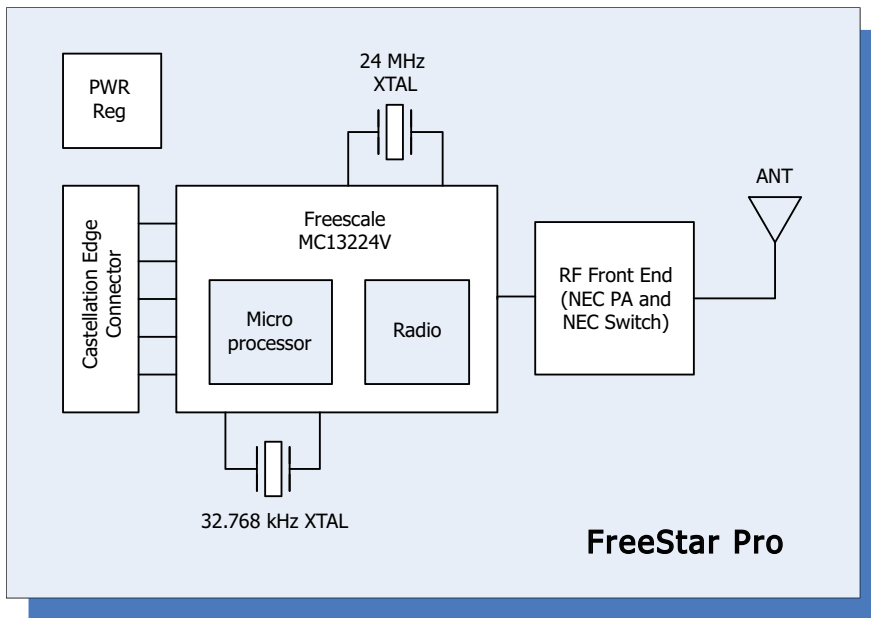 24 MHz
XTAL
PWR
Reg
ANT
Castellation Edge
Connector
Freescale
MC13224V
Micro
processor
Radio
RF Front End
(NEC PA and
NEC Switch)
32.768 kHz XTAL
FreeStar Pro